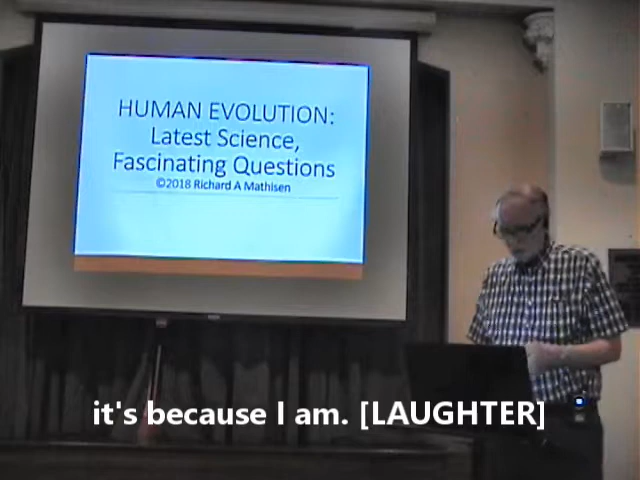 HUMAN EVOLUTION:
Latest Science,
Fascinating Questions
©2018 Richard A Mathisen
it's because I am. [LAUGHTER]